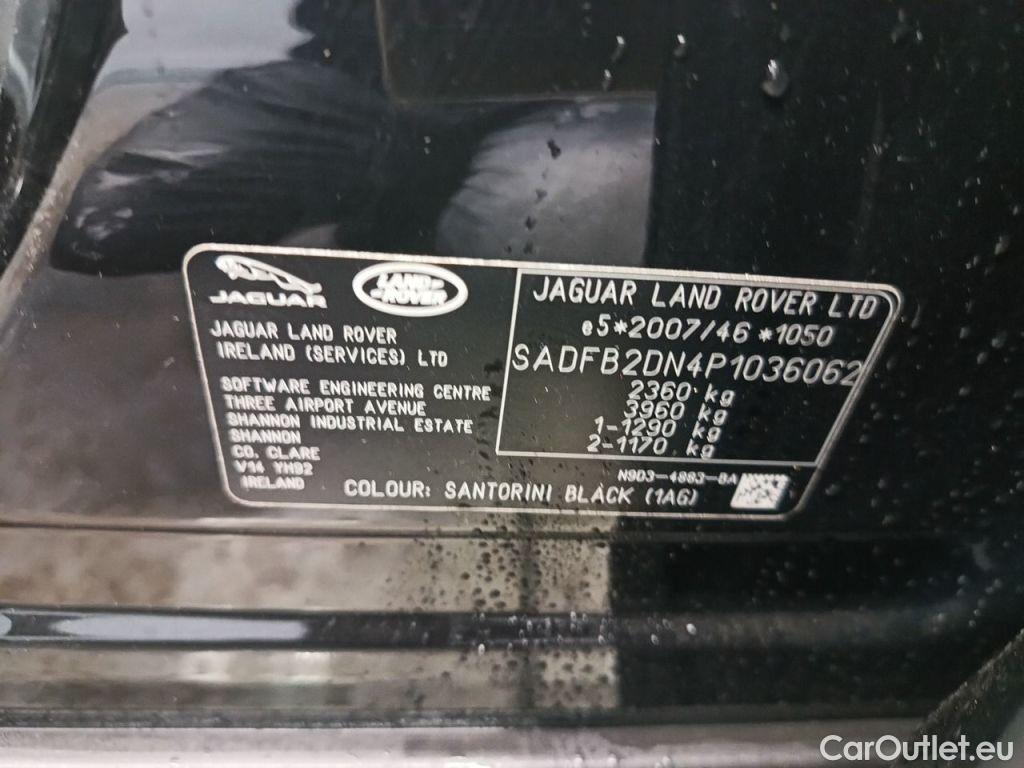 JAGUAR
LAND ROVER
JAGUAR LAND ROVER
IRELAND (SERVICES) LTD
SOFTWARE ENGINEERING CENTRE
THREE AIRPORT AVENUE
SHANNON INDUSTRIAL ESTATE
SHANNON
CO. CLARE
V14 YH92
IRELAND
JAGUAR LAND ROVER LTD
e5*2007/46 *1050
SADFB2DN4P1036062
2360 kg
3960 kg
1-1290 kg
2-1170 kg
N9D3-4883-BA
COLOUR: SANTORINI BLACK (1AG)
CarOutlet.eu